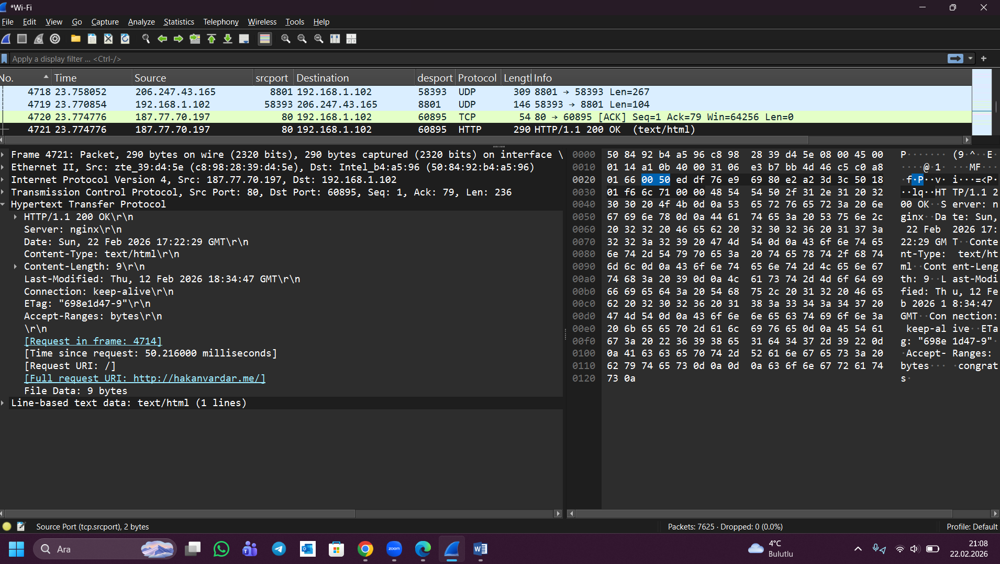 *Wi-Fi
File Edit View Go Capture Analyze Statistics Telephony Wireless Tools Help
Apply a display filter ... <Ctrl-/>
No. Time Source srcport Destination desport Protocol Lengtl Info
4718 23.758052 206.247.43.165 8801 192.168.1.102 58393 UDP 309 8801 → 58393 Len=267
4719 23.770854 192.168.1.102 58393 206.247.43.165 8801 UDP 146 58393 → 8801 Len=104
4720 23.774776 187.77.70.197 80 192.168.1.102 60895 TCP 54 80 → 60895 [ACK] Seq=1 Ack=79 Win=64256 Len=0
4721 23.774776 187.77.70.197 80 192.168.1.102 60895 HTTP 290 HTTP/1.1 200 OK (text/html)
Frame 4721: Packet, 290 bytes on wire (2320 bits), 290 bytes captured (2320 bits) on interface \
Ethernet II, Src: zte_39:d4:5e (c8:98:28:39:d4:5e), Dst: Intel_b4:a5:96 (50:84:92:b4:a5:96)
Internet Protocol Version 4, Src: 187.77.70.197, Dst: 192.168.1.102
Transmission Control Protocol, Src Port: 80, Dst Port: 60895, Seq: 1, Ack: 79, Len: 236
Hypertext Transfer Protocol
HTTP/1.1 200 OK\r\n
Server: nginx\r\n
Date: Sun, 22 Feb 2026 17:22:29 GMT\r\n
Content-Type: text/html\r\n
Content-Length: 9\r\n
Last-Modified: Thu, 12 Feb 2026 18:34:47 GMT\r\n
Connection: keep-alive\r\n
ETag: "698e1d47-9"\r\n
Accept-Ranges: bytes\r\n
\r\n
[Request in frame: 4714]
[Time since request: 50.216000 milliseconds]
[Request URI: /]
[Full request URI: http://hakanvardar.me/]
File Data: 9 bytes
Line-based text data: text/html (1 lines)
0000 50 84 92 b4 a5 96 c8 98 28 39 d4 5e 08 00 45 00 P······· (9·^··E·
0010 01 14 a1 0b 40 00 31 06 e3 b7 bb 4d 46 c5 c0 a8 ····@·1· ···MF···
0020 01 66 00 50 ed df 76 e9 69 80 e2 a2 3d 3c 50 18 ·f·P··v· i···=<P·
0030 01 f6 6c 71 00 00 48 54 54 50 2f 31 2e 31 20 32 ··lq··HT TP/1.1 2
0040 30 30 20 4f 4b 0d 0a 53 65 72 76 65 72 3a 20 6e 00 OK··S erver: n
0050 67 69 6e 78 0d 0a 44 61 74 65 3a 20 53 75 6e 2c ginx··Da te: Sun,
0060 20 32 32 20 46 65 62 20 32 30 32 36 20 31 37 3a 22 Feb 2026 17:
0070 32 32 3a 32 39 20 47 4d 54 0d 0a 43 6f 6e 74 65 22:29 GM T··Conte
0080 6e 74 2d 54 79 70 65 3a 20 74 65 78 74 2f 68 74 nt-Type: text/ht
0090 6d 6c 0d 0a 43 6f 6e 74 65 6e 74 2d 4c 65 6e 67 ml··Cont ent-Leng
00a0 74 68 3a 20 39 0d 0a 4c 61 73 74 2d 4d 6f 64 69 th: 9··L ast-Modi
00b0 66 69 65 64 3a 20 54 68 75 2c 20 31 32 20 46 65 fied: Th u, 12 Fe
00c0 62 20 32 30 32 36 20 31 38 3a 33 34 3a 34 37 20 b 2026 1 8:34:47
00d0 47 4d 54 0d 0a 43 6f 6e 6e 65 63 74 69 6f 6e 3a GMT··Con nection:
00e0 20 6b 65 65 70 2d 61 6c 69 76 65 0d 0a 45 54 61 keep-al ive··ETa
00f0 67 3a 20 22 36 39 38 65 31 64 34 37 2d 39 22 0d g: "698e 1d47-9"·
0100 0a 41 63 63 65 70 74 2d 52 61 6e 67 65 73 3a 20 ·Accept- Ranges:
0110 62 79 74 65 73 0d 0a 0d 0a 63 6f 6e 67 72 61 74 bytes··· ·congrat
0120 73 0a s·
Source Port (tcp.srcport), 2 bytes Packets: 7625 · Dropped: 0 (0.0%) Profile: Default
Ara
zoom
4°C
Bulutlu
21:08
22.02.2026